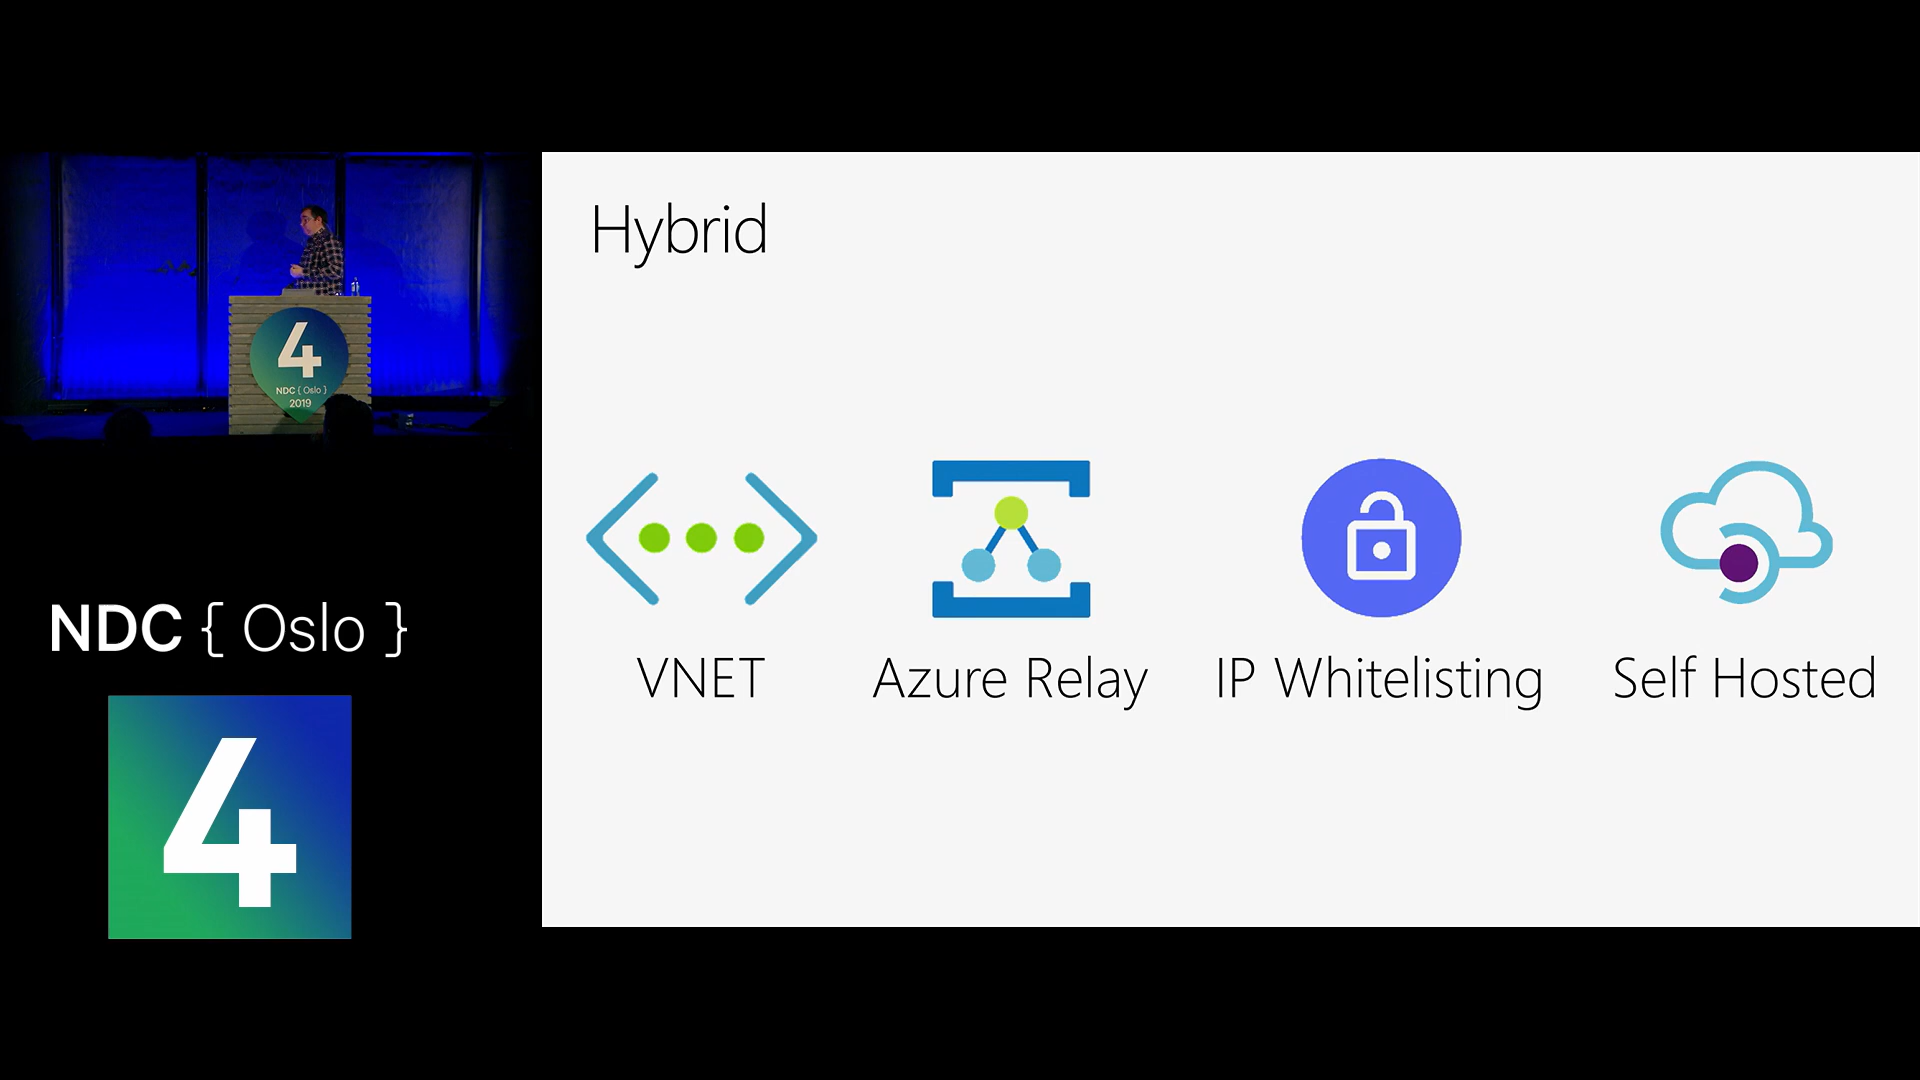 Hybrid
VNET
Azure Relay
IP Whitelisting
Self Hosted
4
NDC { Oslo }
2019
NDC { Oslo }
4